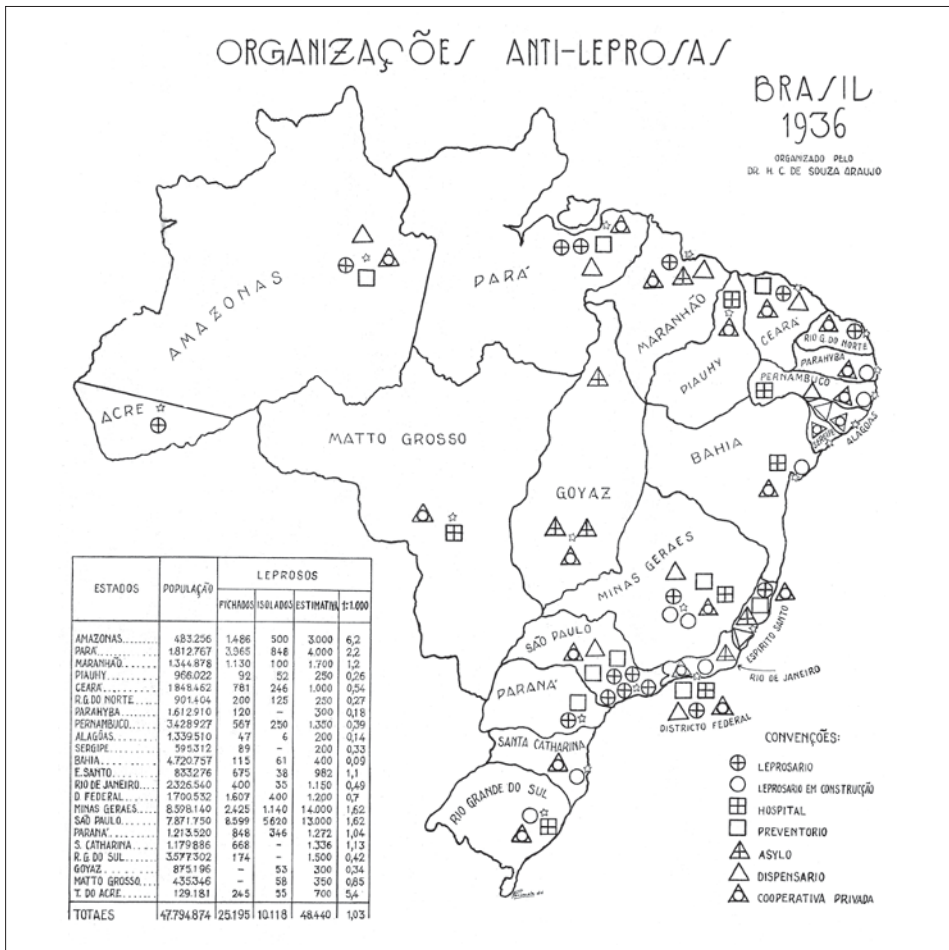 ORGANIZAÇÕES ANTI-LEPROSAS
BRASIL
1936
ORGANIZADO PELO
DR. H. C. DE SOUZA ARAUJO
AMAZONAS
PARÁ
MARANHÃO
CEARÁ
RIO G. DO NORTE
PARAHYBA
PIAUHY
PERNAMBUCO
ACRE
ALAGOAS
SERGIPE
MATTO GROSSO
BAHIA
GOYAZ
MINAS GERAES
ESPIRITO SANTO
SÃO PAULO
RIO DE JANEIRO
PARANÁ
DISTRICTO FEDERAL
SANTA CATHARINA
RIO GRANDE DO SUL
CONVENÇÕES:
LEPROSARIO
LEPROSARIO EM CONSTRUCÇÃO
HOSPITAL
PREVENTORIO
ASYLO
DISPENSARIO
COOPERATIVA PRIVADA
ESTADOS POPULAÇÃO LEPROSOS
FICHADOS ISOLADOS ESTIMATIVA 1:1.000
AMAZONAS........ 483.256 1.486 500 3.000 6,2
PARÁ........... 1.812.767 3.965 848 4.000 2,2
MARANHÃO....... 1.344.878 1.130 100 1.700 1,2
PIAUHY......... 968.022 92 52 250 0,26
CEARÁ.......... 1848.462 781 246 1.000 0,54
R.G. DO NORTE... 901.404 200 125 250 0,27
PARAHYBA....... 1.612.910 120 – 300 0,18
PERNAMBUCO..... 3.428927 567 250 1.350 0,39
ALAGÔAS........ 1.339.510 47 6 200 0,14
SERGIPE........ 595.312 89 – 200 0,33
BAHIA.......... 4.720.757 115 61 400 0,09
E. SANTO....... 833.276 675 38 982 1,1
RIO DE JANEIRO.. 2.326.540 400 35 1.150 0,49
D. FEDERAL...... 1700.532 1.607 400 1.200 0,7
MINAS GERAES... 8.598.140 2.425 1.140 14.000 1,62
SÃO PAULO...... 7.871.750 8.599 5620 13.000 1,62
PARANÁ......... 1.213.520 848 346 1.272 1,04
S. CATHARINA.... 1.179886 668 – 1.336 1,13
R.G. DO SUL..... 3.577302 174 – 1.500 0,42
GOYAZ.......... 875.196 – 53 300 0,34
MATTO GROSSO.... 435.346 – 58 350 0,85
T. DO ACRE....... 129.181 245 55 700 5,4
TOTAES 47.794.874 25.195 10.118 48.440 1,03